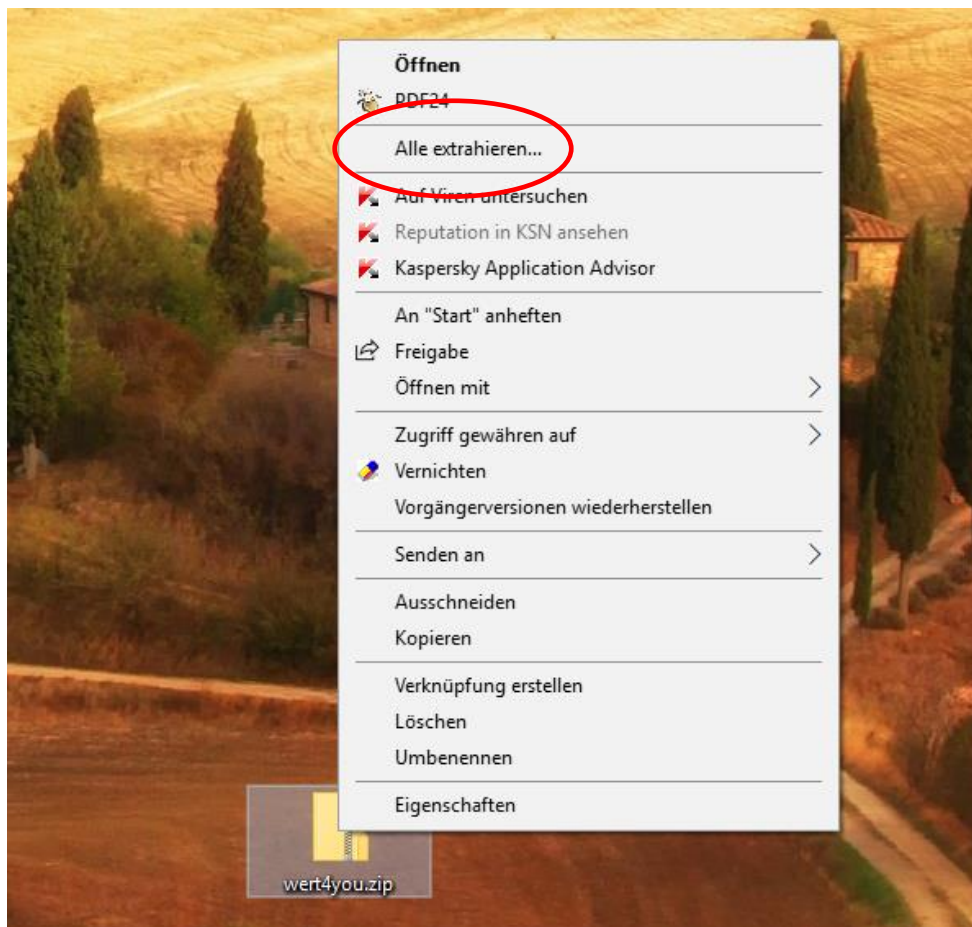 Öffnen
PDF24
Alle extrahieren...
Auf Viren untersuchen
Reputation in KSN ansehen
Kaspersky Application Advisor
An "Start" anheften
Freigabe
Öffnen mit
Zugriff gewähren auf
Vernichten
Vorgängerversionen wiederherstellen
Senden an
Ausschneiden
Kopieren
Verknüpfung erstellen
Löschen
Umbenennen
Eigenschaften
wert4you.zip